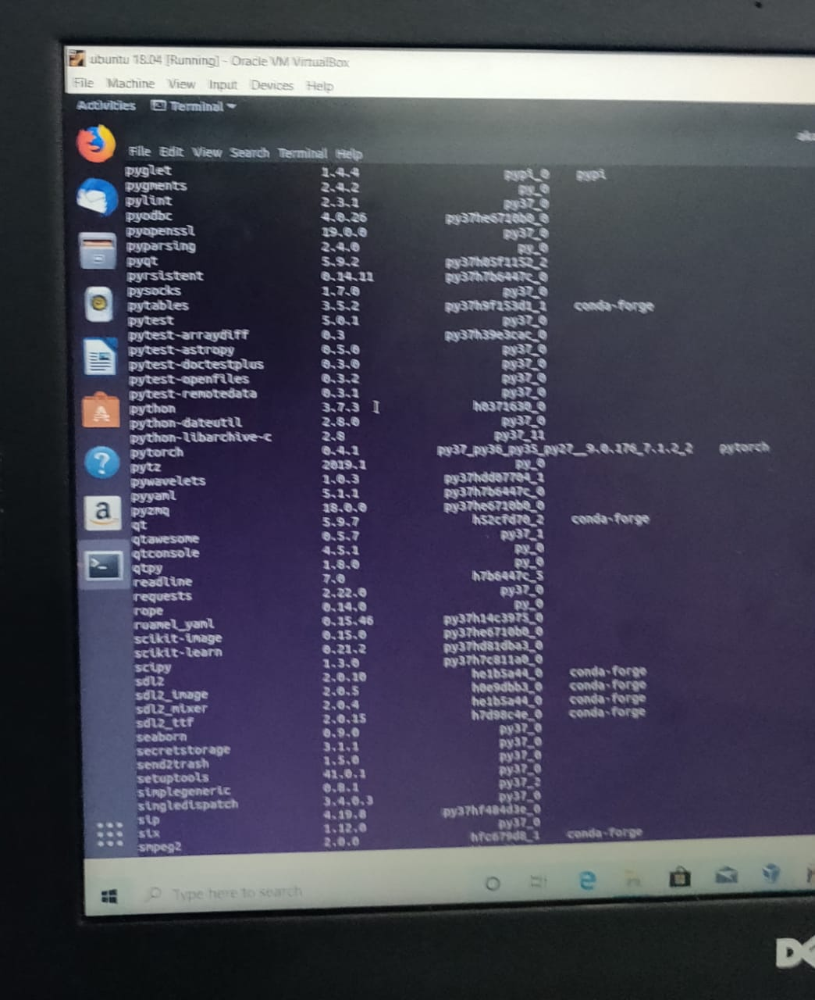 ubuntu 18.04 [Running] - Oracle VM VirtualBox
File Machine View Input Devices Help
Activities Terminal
File Edit View Search Terminal Help
pyglet 1.4.4 pypi_0 pypi
pygments 2.4.2 py_0
pylint 2.3.1 py37_0
pyodbc 4.0.26 py37he6710b0_0
pyopenssl 19.0.0 py37_0
pyparsing 2.4.0 py_0
pyqt 5.9.2 py37h05f1152_2
pyrsistent 0.14.11 py37h7b6447c_0
pysocks 1.7.0 py37_0
pytables 3.5.2 py37h9f153d1_1 conda-forge
pytest 5.0.1 py37_0
pytest-arraydiff 0.3 py37h39e3cac_0
pytest-astropy 0.5.0 py37_0
pytest-doctestplus 0.3.0 py37_0
pytest-openfiles 0.3.2 py37_0
pytest-remotedata 0.3.1 py37_0
python 3.7.3 h0371630_0
python-dateutil 2.8.0 py37_0
python-libarchive-c 2.8 py37_11
pytorch 0.4.1 py37_py36_py35_py27__9.0.176_7.1.2_2 pytorch
pytz 2019.1 py_0
pywavelets 1.0.3 py37hdd07704_1
pyyaml 5.1.1 py37h7b6447c_0
pyzmq 18.0.0 py37he6710b0_0
qt 5.9.7 h52cfd70_2 conda-forge
qtawesome 0.5.7 py37_1
qtconsole 4.5.1 py_0
qtpy 1.8.0 py_0
readline 7.0 h7b6447c_5
requests 2.22.0 py37_0
rope 0.14.0 py_0
ruamel_yaml 0.15.46 py37h14c3975_0
scikit-image 0.15.0 py37he6710b0_0
scikit-learn 0.21.2 py37hd81dba3_0
scipy 1.3.0 py37h7c811a0_0
sdl2 2.0.10 he1b5a44_0 conda-forge
sdl2_image 2.0.5 h0e9dbb3_0 conda-forge
sdl2_mixer 2.0.4 he1b5a44_0 conda-forge
sdl2_ttf 2.0.15 h7d98c4e_0 conda-forge
seaborn 0.9.0 py37_0
secretstorage 3.1.1 py37_0
send2trash 1.5.0 py37_0
setuptools 41.0.1 py37_0
simplegeneric 0.8.1 py37_2
singledispatch 3.4.0.3 py37_0
sip 4.19.8 py37hf484d3e_0
six 1.12.0 py37_0
smpeg2 2.0.0 hfc679d8_1 conda-forge
Type here to search